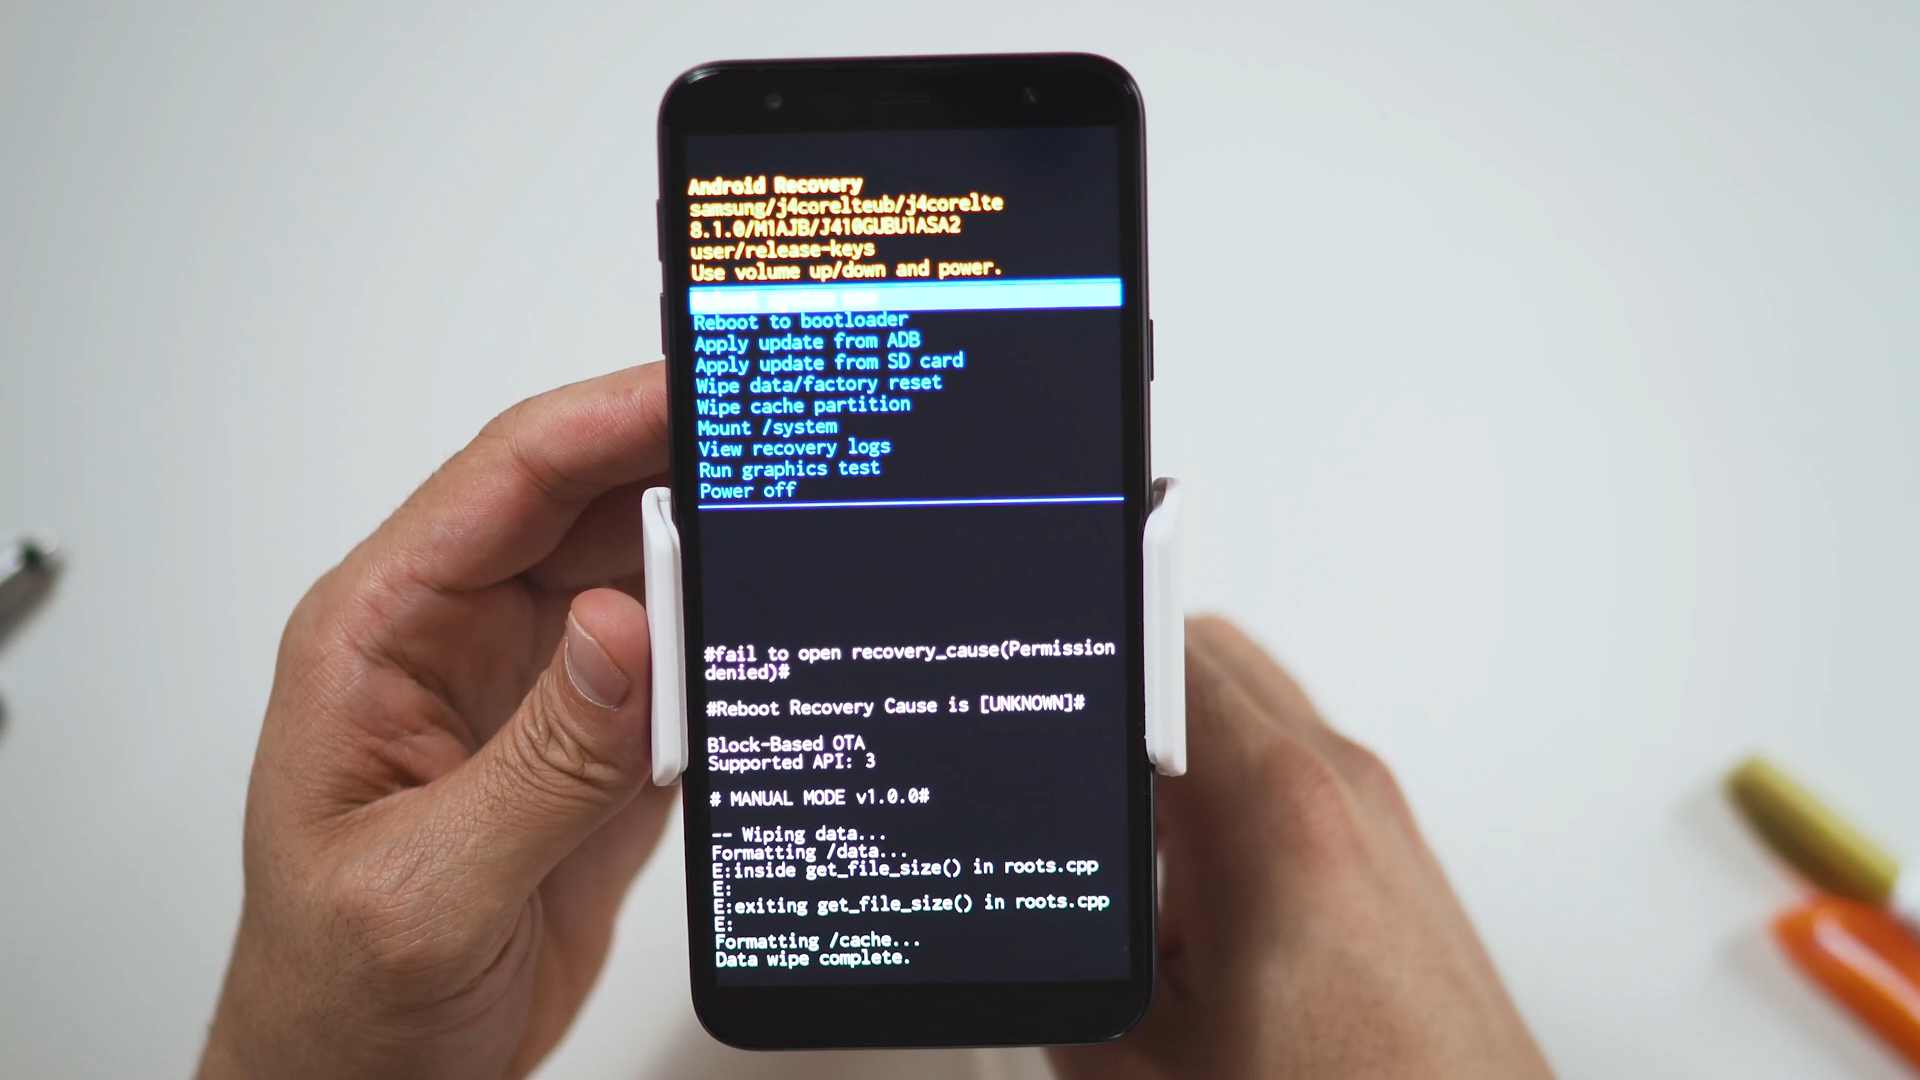 Android Recovery
samsung/j4corelteub/j4corelte
8.1.0/M1AJB/J410GUBU1ASA2
user/release-keys
Use volume up/down and power.
Reboot system now
Reboot to bootloader
Apply update from ADB
Apply update from SD card
Wipe data/factory reset
Wipe cache partition
Mount /system
View recovery logs
Run graphics test
Power off
#fail to open recovery_cause(Permission
denied)#
#Reboot Recovery Cause is [UNKNOWN]#
Block-Based OTA
Supported API: 3
# MANUAL MODE v1.0.0#
-- Wiping data...
Formatting /data...
E:inside get_file_size() in roots.cpp
E:
E:exiting get_file_size() in roots.cpp
E:
Formatting /cache...
Data wipe complete.